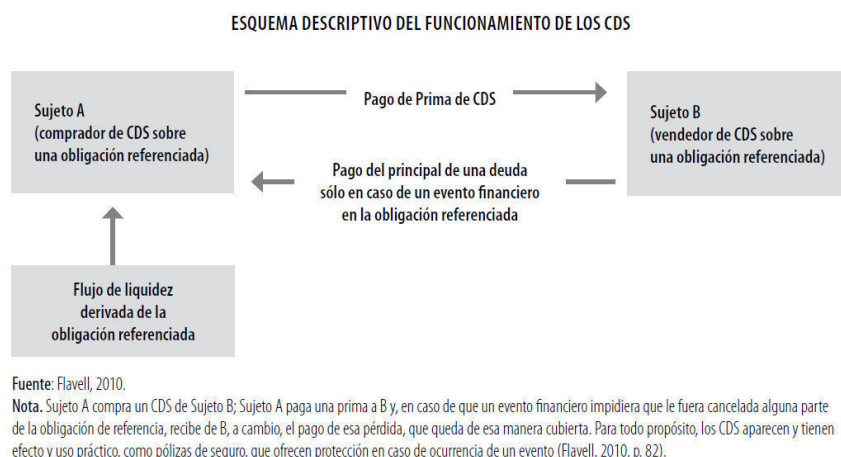 ESQUEMA DESCRIPTIVO DEL FUNCIONAMIENTO DE LOS CDS
Sujeto A
(comprador de CDS sobre
una obligación referenciada)
Pago de Prima de CDS
Sujeto B
(vendedor de CDS sobre
una obligación referenciada)
Pago del principal de una deuda
sólo en caso de un evento financiero
en la obligación referenciada
Flujo de liquidez
derivada de la
obligación referenciada
Fuente: Flavell, 2010.
Nota. Sujeto A compra un CDS de Sujeto B; Sujeto A paga una prima a B y, en caso de que un evento financiero impidiera que le fuera cancelada alguna parte
de la obligación de referencia, recibe de B, a cambio, el pago de esa pérdida, que queda de esa manera cubierta. Para todo propósito, los CDS aparecen y tienen
efecto y uso práctico, como pólizas de seguro, que ofrecen protección en caso de ocurrencia de un evento (Flavell, 2010, p. 82).